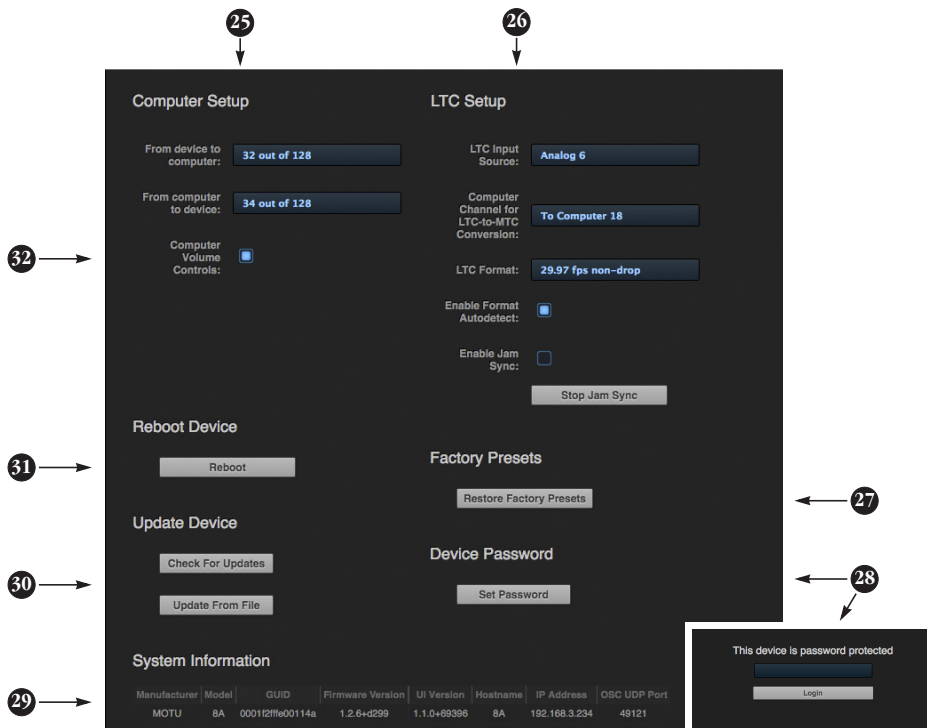 25
26
Computer Setup
From device to
computer:
32 out of 128
From computer
to device:
34 out of 128
32
Computer
Volume
Controls:
LTC Setup
LTC Input
Source:
Analog 6
Computer
Channel for
LTC-to-MTC
Conversion:
To Computer 18
LTC Format:
29.97 fps non-drop
Enable Format
Autodetect:
Enable Jam
Sync:
Stop Jam Sync
Reboot Device
31
Reboot
Factory Presets
Restore Factory Presets
27
Update Device
Check For Updates
30
Update From File
Device Password
Set Password
28
This device is password protected
Login
System Information
29
Manufacturer Model GUID Firmware Version UI Version Hostname IP Address OSC UDP Port
MOTU 8A 0001f2fffe00114a 1.2.6+d299 1.1.0+69396 8A 192.168.3.234 49121